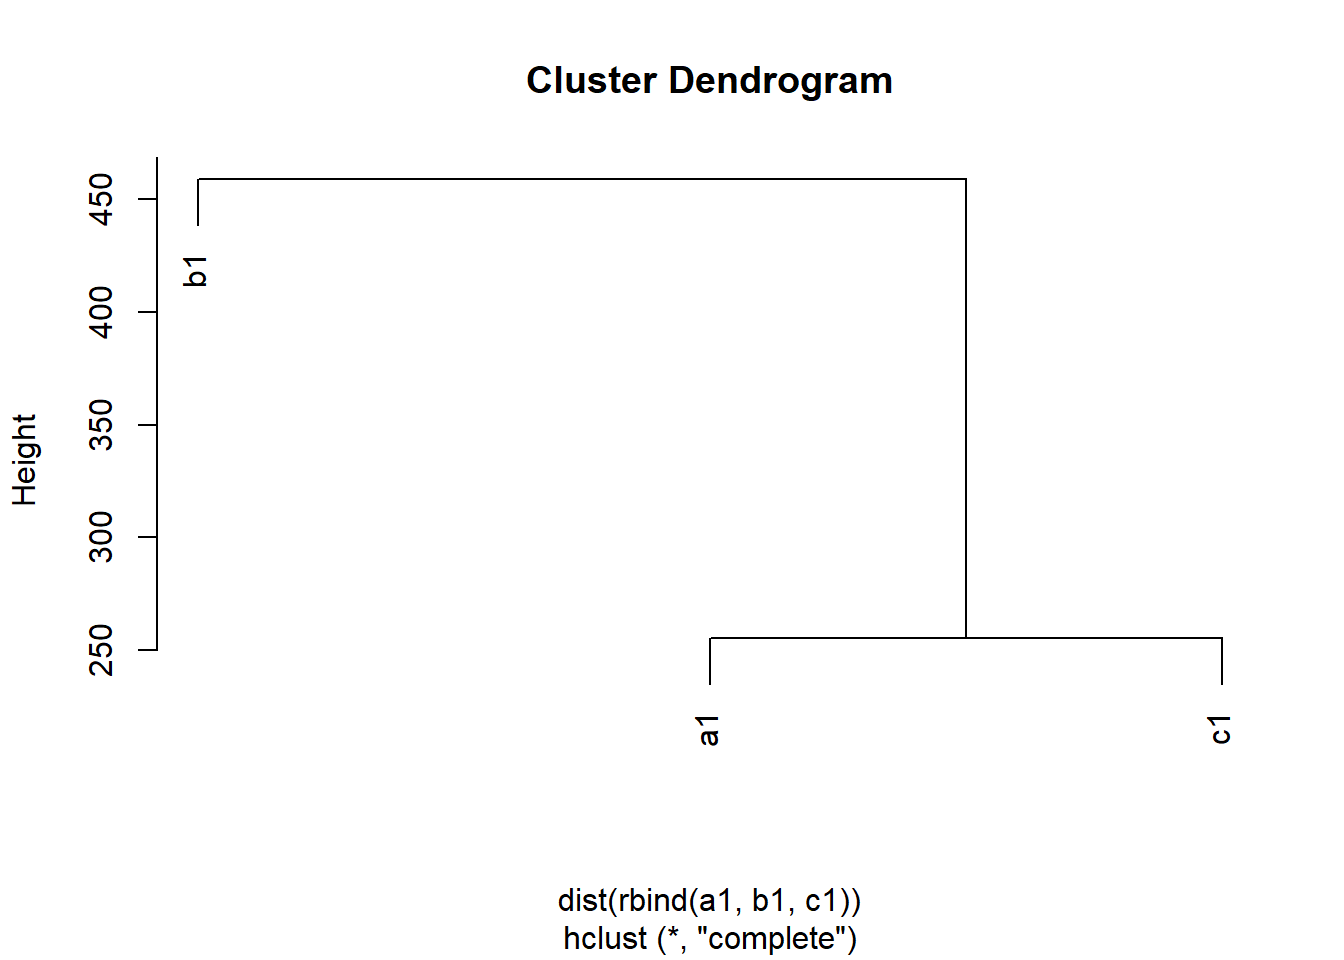 Cluster Dendrogram
Height
450
400
350
300
250
b1
a1
c1
dist(rbind(a1, b1, c1))
hclust (*, "complete")